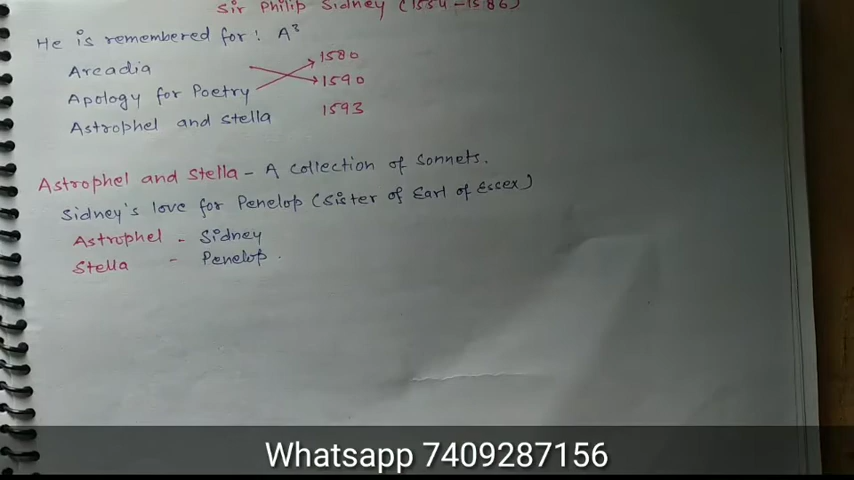 Sir Philip Sidney (1554-1586)
He is remembered for: A³
Arcadia 1580
Apology for Poetry 1590
Astrophel and Stella 1593
Astrophel and Stella - A collection of Sonnets.
Sidney's love for Penelop (Sister of Earl of Essex)
Astrophel - Sidney
Stella - Penelop.
Whatsapp 7409287156